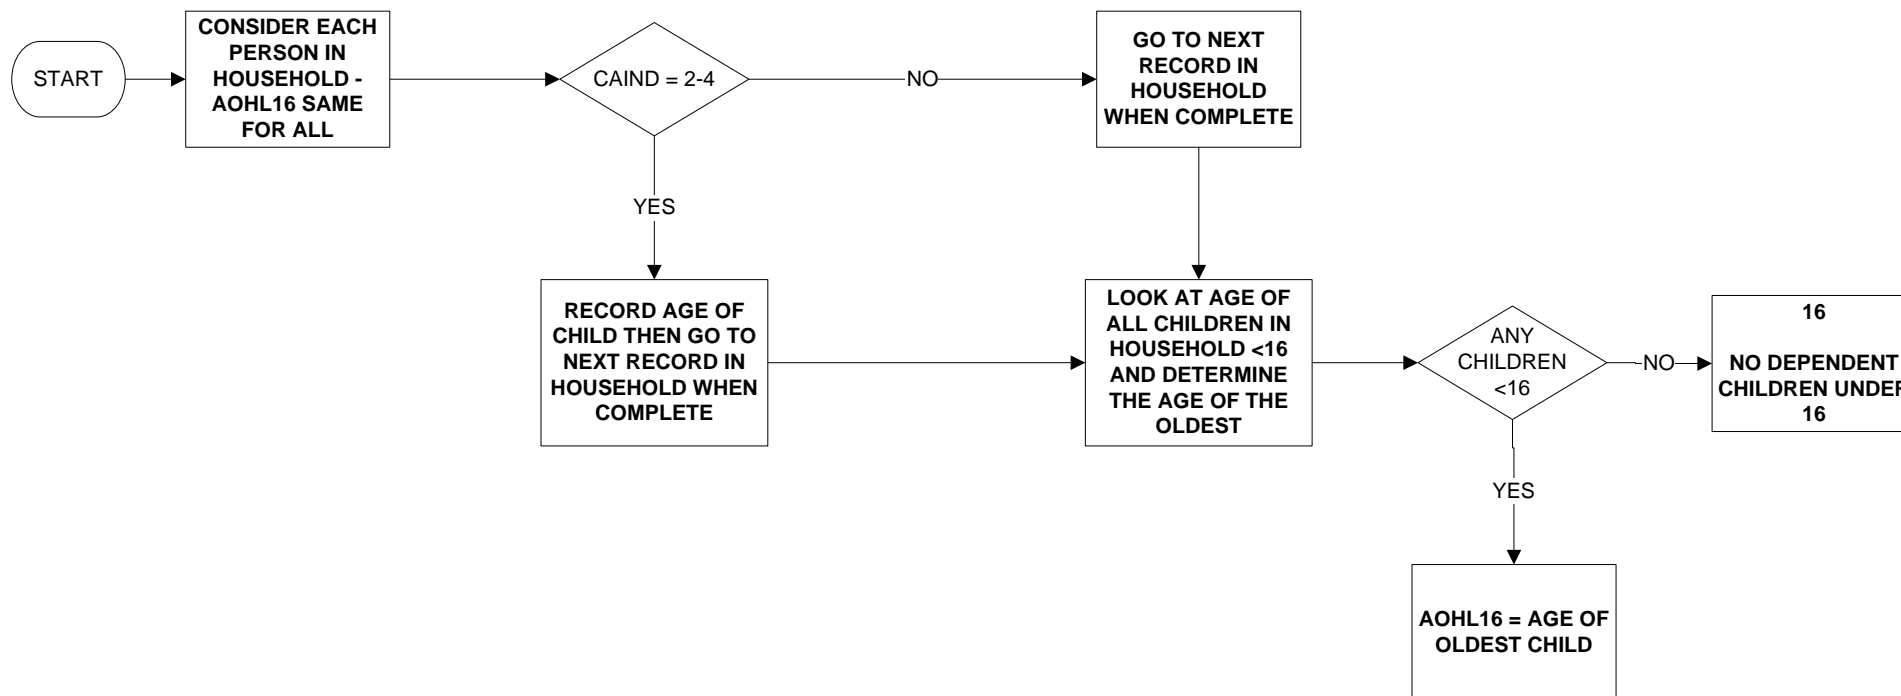 START
CONSIDER EACH
PERSON IN
HOUSEHOLD -
AOHL16 SAME
FOR ALL
CAIND = 2-4
NO
GO TO NEXT
RECORD IN
HOUSEHOLD
WHEN COMPLETE
YES
RECORD AGE OF
CHILD THEN GO TO
NEXT RECORD IN
HOUSEHOLD WHEN
COMPLETE
LOOK AT AGE OF
ALL CHILDREN IN
HOUSEHOLD <16
AND DETERMINE
THE AGE OF THE
OLDEST
ANY
CHILDREN
<16
NO
16
NO DEPENDENT
CHILDREN UNDER
16
YES
AOHL16 = AGE OF
OLDEST CHILD